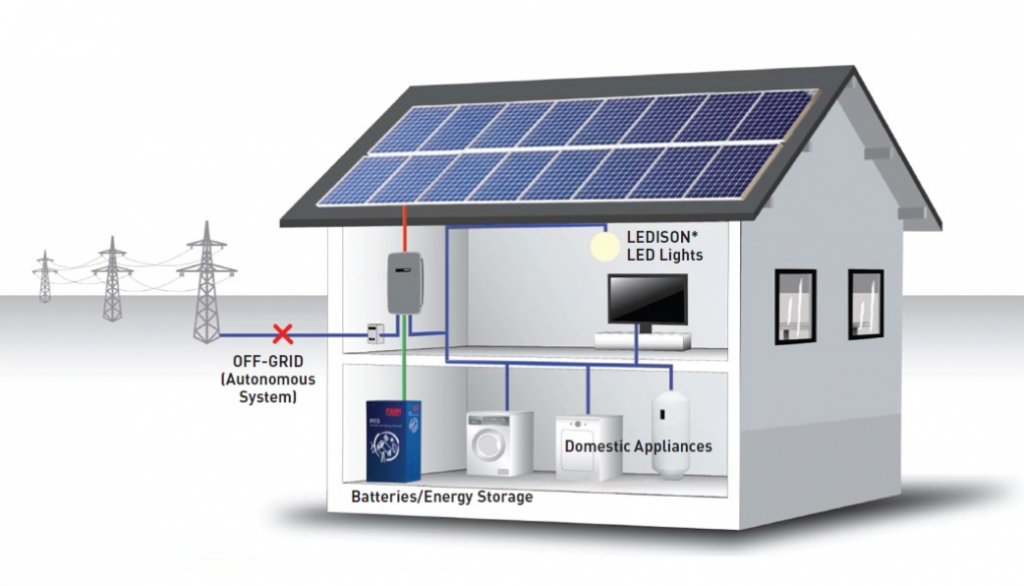 LEDISON*
LED Lights
OFF-GRID
(Autonomous
System)
Domestic Appliances
Batteries/Energy Storage